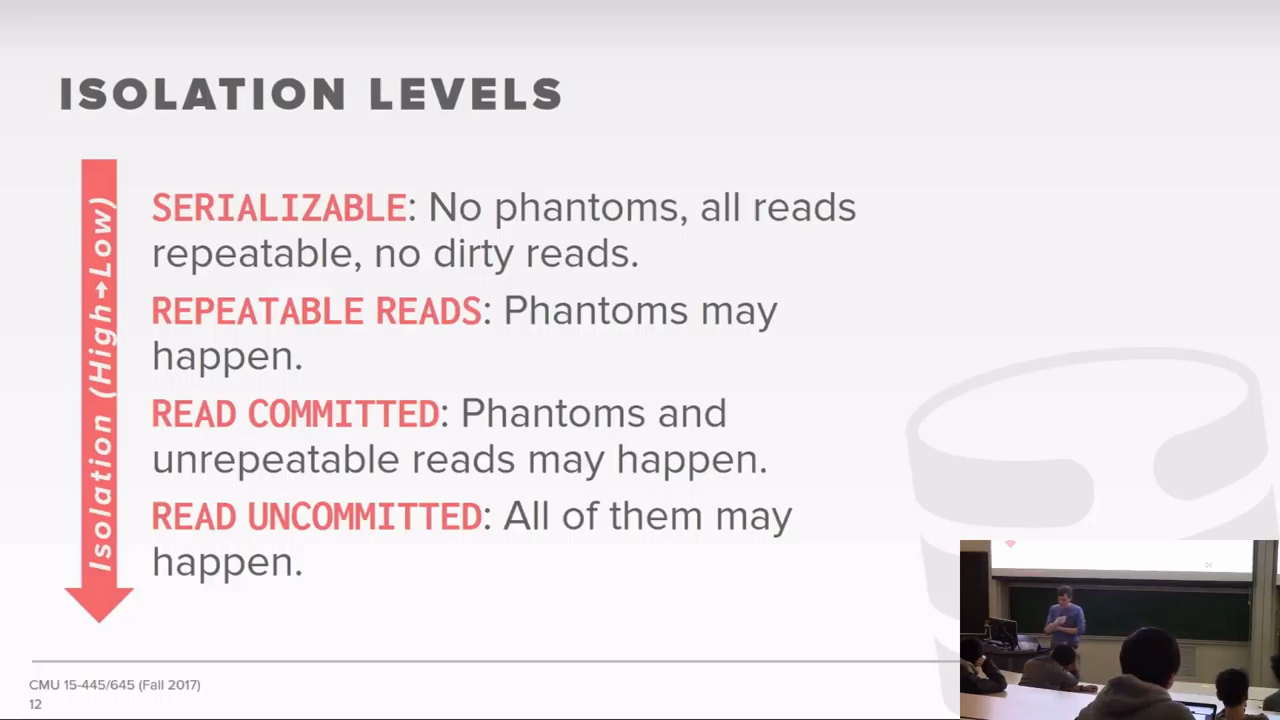 ISOLATION LEVELS
Isolation (High→Low)
SERIALIZABLE: No phantoms, all reads
repeatable, no dirty reads.
REPEATABLE READS: Phantoms may
happen.
READ COMMITTED: Phantoms and
unrepeatable reads may happen.
READ UNCOMMITTED: All of them may
happen.
CMU 15-445/645 (Fall 2017)
12